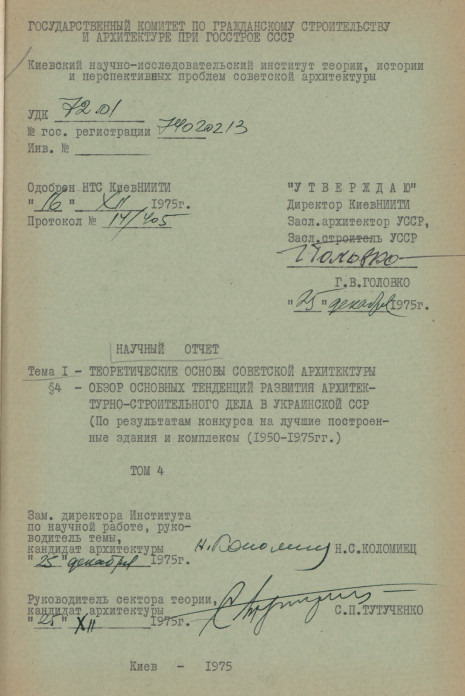 ГОСУДАРСТВЕННЫЙ КОМИТЕТ ПО ГРАЖДАНСКОМУ СТРОИТЕЛЬСТВУ
И АРХИТЕКТУРЕ ПРИ ГОССТРОЕ СССР
Киевский научно-исследовательский институт теории, истории
и перспективных проблем советской архитектуры
УДК 72.01
№ гос. регистрации 74020213
Инв. №
Одобрен НТС КиевНИИТИ
"16" XII 1975г.
Протокол № 14/405
"УТВЕРЖДАЮ"
Директор КиевНИИТИ
Засл.архитектор УССР,
Засл.строитель УССР
Головко
Г.В.ГОЛОВКО
"25" декабря 1975г.
НАУЧНЫЙ ОТЧЕТ
Тема I - ТЕОРЕТИЧЕСКИЕ ОСНОВЫ СОВЕТСКОЙ АРХИТЕКТУРЫ
§4 - ОБЗОР ОСНОВНЫХ ТЕНДЕНЦИЙ РАЗВИТИЯ АРХИТЕК-
ТУРНО-СТРОИТЕЛЬНОГО ДЕЛА В УКРАИНСКОЙ ССР
(По результатам конкурса на лучшие построен-
ные здания и комплексы (1950-1975гг.)
ТОМ 4
Зам. директора Института
по научной работе, руко-
водитель темы,
кандидат архитектуры Н.Коломиец Н.С.КОЛОМИЕЦ
"25" декабря 1975г.
Руководитель сектора теории,
кандидат архитектуры С.П.ТУТУЧЕНКО
"25" XII 1975г.
Киев - 1975